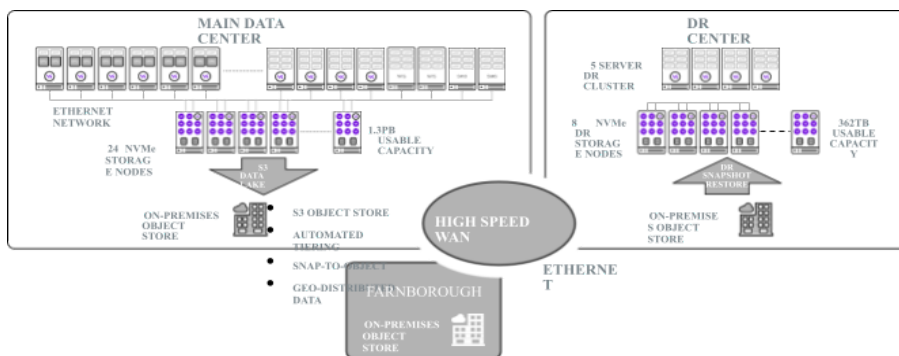 MAIN DATA
CENTER
ETHERNET
NETWORK
24 NVMe
STORAG
E NODES
1.3PB
USABLE
CAPACITY
S3
DATA
LAKE
ON-PREMISES
OBJECT
STORE
S3 OBJECT STORE
AUTOMATED
TIERING
SNAP-TO-OBJECT
GEO-DISTRIBUTED
DATA
HIGH SPEED
WAN
FARNBOROUGH
ON-PREMISES
OBJECT
STORE
DR
CENTER
5 SERVER
DR
CLUSTER
8 NVMe
DR
STORAG
E NODES
362TB
USABLE
CAPACIT
Y
DR
SNAPSHOT
RESTORE
ON-PREMISE
S OBJECT
STORE
ETHERNE
T